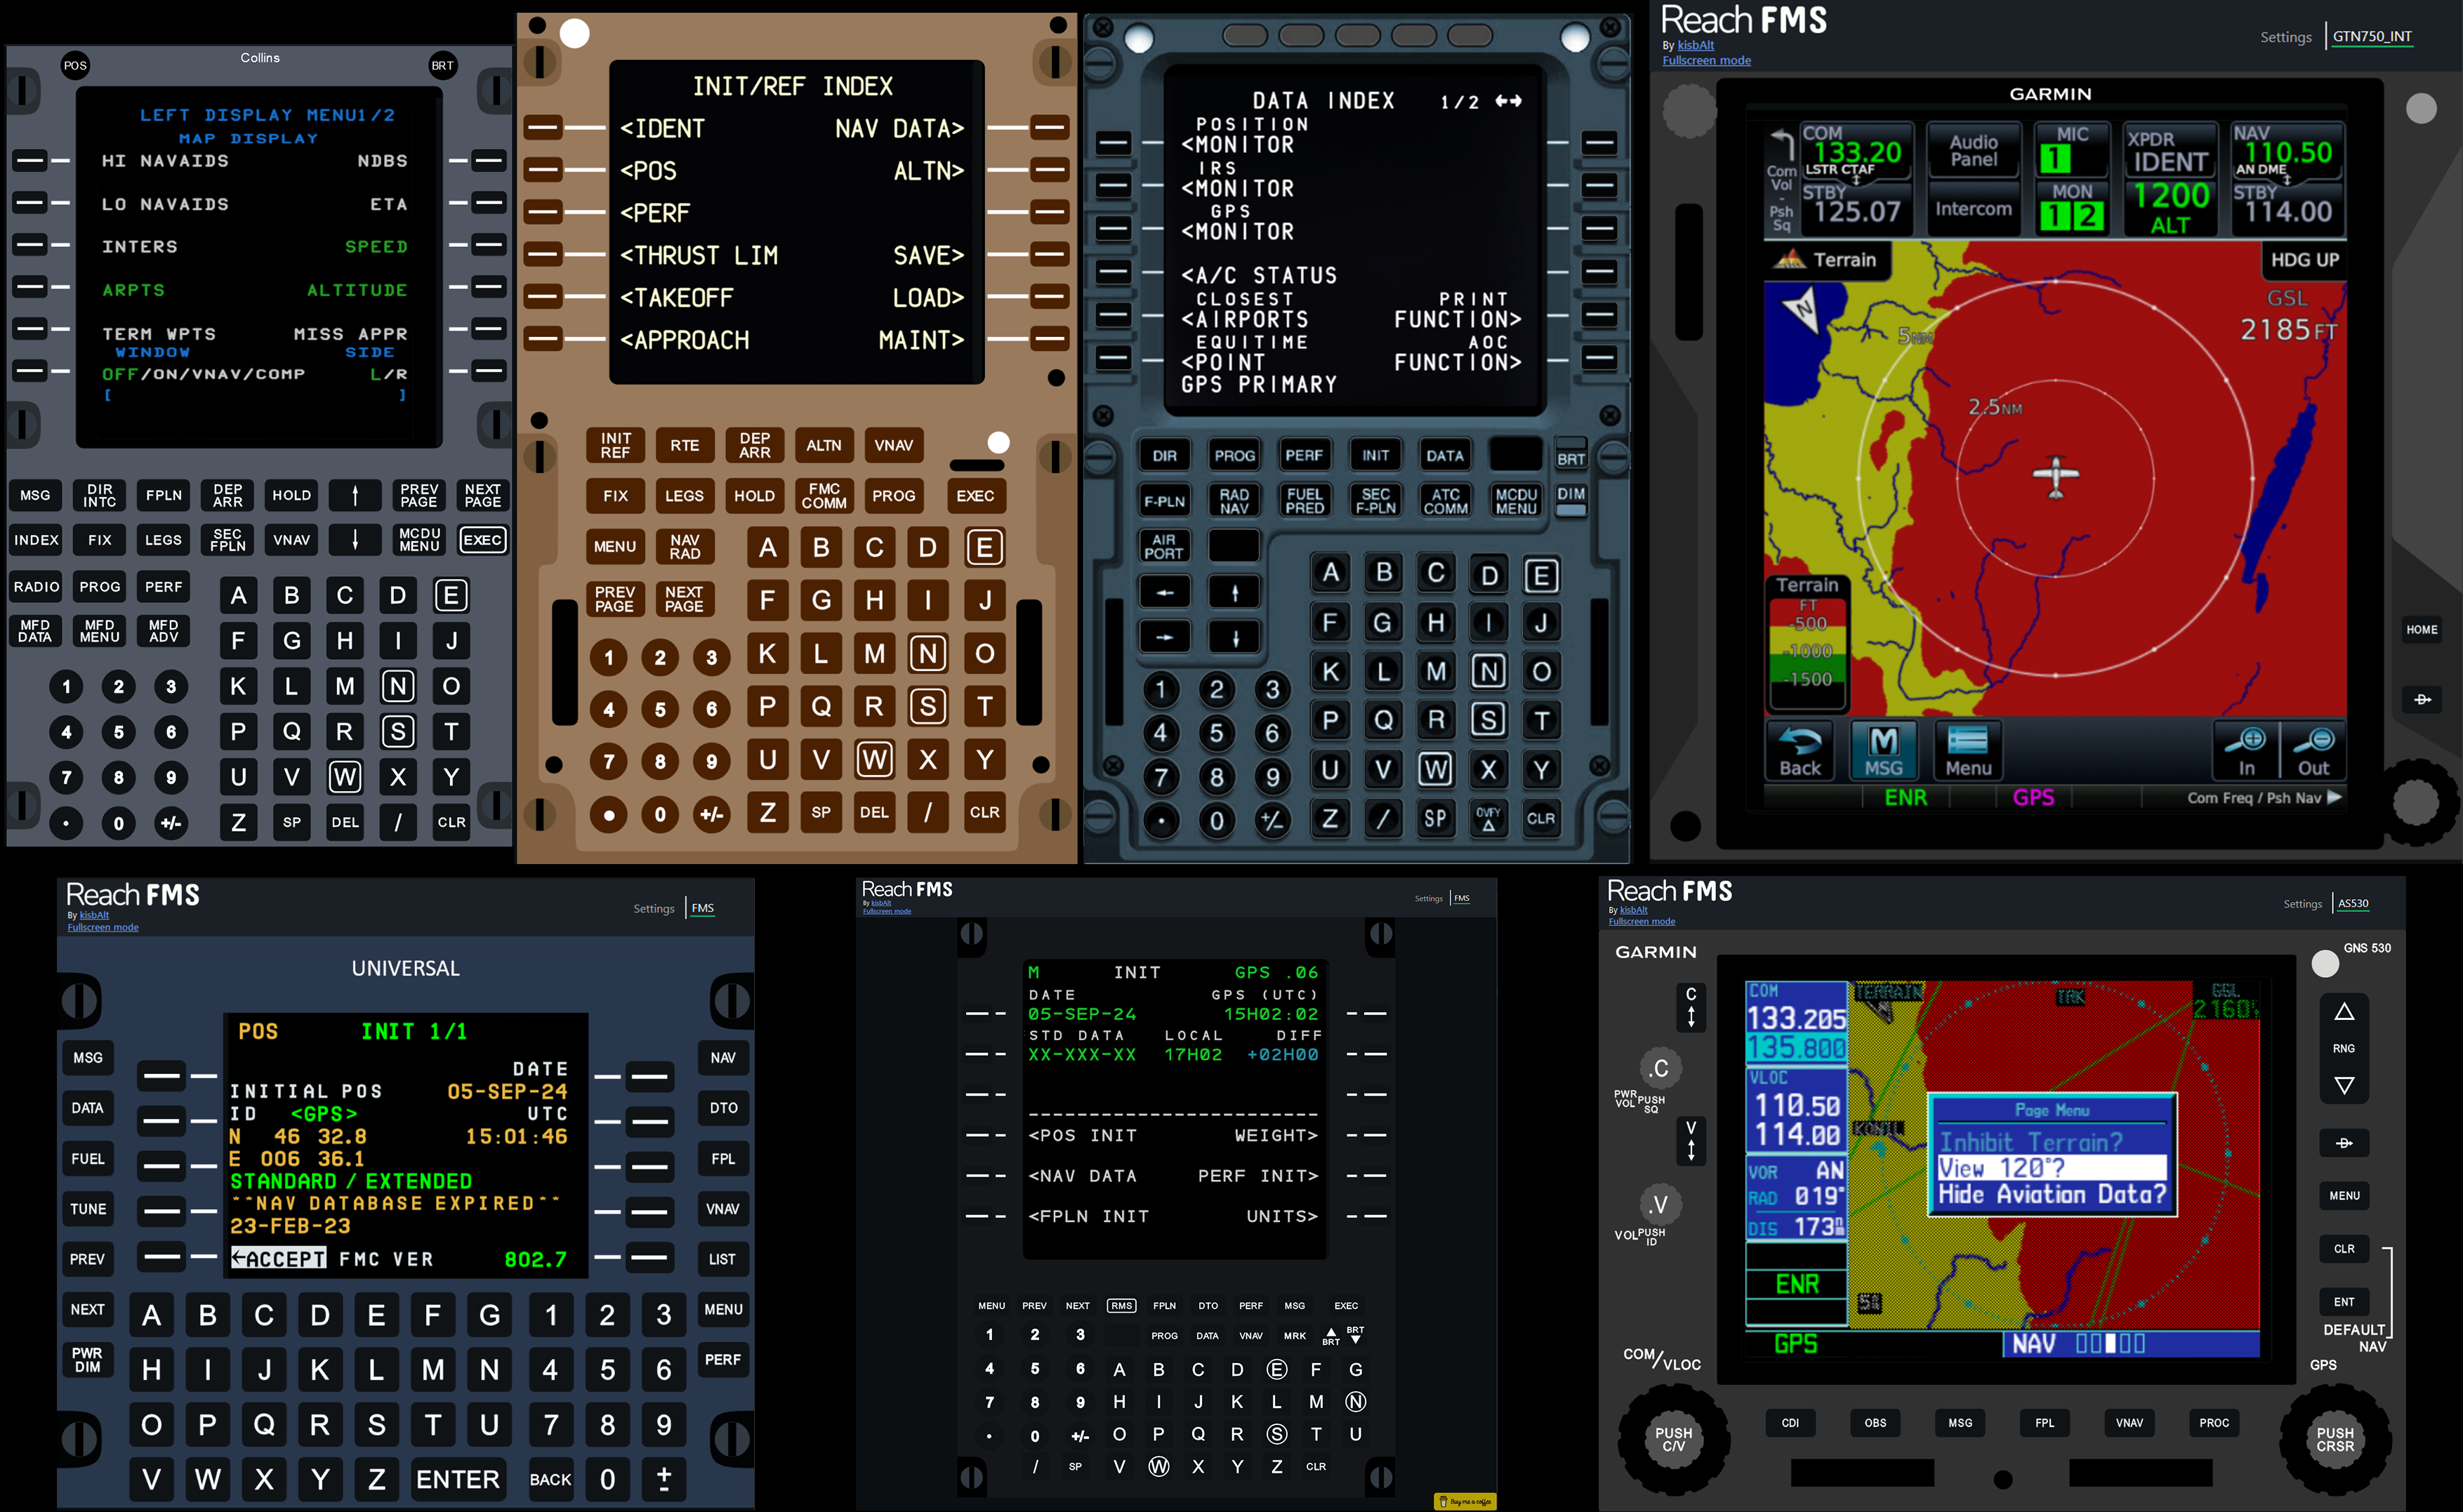 Collins
POS BRT
LEFT DISPLAY MENU1/2
MAP DISPLAY
HI NAVAIDS NDBS
LO NAVAIDS ETA
INTERS SPEED
ARPTS ALTITUDE
TERM WPTS MISS APPR
WINDOW SIDE
OFF/ON/VNAV/COMP L/R
[ ]
MSG DIR INTC FPLN DEP ARR HOLD ↑ PREV PAGE NEXT PAGE
INDEX FIX LEGS SEC FPLN VNAV ↓ MCDU MENU EXEC
RADIO PROG PERF
MFD DATA MFD MENU MFD ADV
A B C D E
F G H I J
1 2 3 K L M N O
4 5 6 P Q R S T
7 8 9 U V W X Y
. 0 +/- Z SP DEL / CLR
INIT/REF INDEX
<IDENT NAV DATA>
<POS ALTN>
<PERF
<THRUST LIM SAVE>
<TAKEOFF LOAD>
<APPROACH MAINT>
INIT REF RTE DEP ARR ALTN VNAV
FIX LEGS HOLD FMC COMM PROG EXEC
MENU NAV RAD A B C D E
PREV PAGE NEXT PAGE F G H I J
1 2 3 K L M N O
4 5 6 P Q R S T
7 8 9 U V W X Y
. 0 +/- Z SP DEL / CLR
DATA INDEX 1/2 ←→
POSITION
<MONITOR
IRS
<MONITOR
GPS
<MONITOR
<A/C STATUS
CLOSEST PRINT
<AIRPORTS FUNCTION>
EQUITIME AOC
<POINT FUNCTION>
GPS PRIMARY
DIR PROG PERF INIT DATA BRT
F-PLN RAD NAV FUEL PRED SEC F-PLN ATC COMM MCDU MENU DIM
AIR PORT
← ↑
→ ↓
A B C D E
F G H I J
K L M N O
1 2 3 P Q R S T
4 5 6 U V W X Y
7 8 9 Z / SP OVFY △ CLR
. 0 +/-
Reach FMS
By kisbAlt
Fullscreen mode
Settings GTN750_INT
GARMIN
Com Vol - Psh Sq
COM 133.20
LSTR CTAF
STBY 125.07
Audio Panel
Intercom
MIC 1
MON 1 2
XPDR IDENT
1200 ALT
NAV 110.50
AN DME
STBY 114.00
Terrain HDG UP
N
GSL
2185FT
5NM
2.5NM
Terrain
FT
-500
-1000
-1500
HOME
Back MSG Menu In Out
ENR GPS Com Freq / Psh Nav
Reach FMS
By kisbAlt
Fullscreen mode
Settings FMS
UNIVERSAL
POS INIT 1/1
DATE
INITIAL POS 05-SEP-24
ID <GPS> UTC
N 46 32.8 15:01:46
E 006 36.1
STANDARD / EXTENDED
**NAV DATABASE EXPIRED**
23-FEB-23
←ACCEPT FMC VER 802.7
MSG NAV
DATA DTO
FUEL FPL
TUNE VNAV
PREV LIST
NEXT A B C D E F G 1 2 3 MENU
PWR DIM H I J K L M N 4 5 6 PERF
O P Q R S T U 7 8 9
V W X Y Z ENTER BACK 0 ±
Reach FMS
By kisbAlt
Fullscreen mode
Settings FMS
M INIT GPS .06
DATE GPS (UTC)
05-SEP-24 15H02:02
STD DATA LOCAL DIFF
XX-XXX-XX 17H02 +02H00
------------------------
<POS INIT WEIGHT>
<NAV DATA PERF INIT>
<FPLN INIT UNITS>
MENU PREV NEXT RMS FPLN DTO PERF MSG EXEC
1 2 3 PROG DATA VNAV MRK ▲ BRT BRT ▼
4 5 6 A B C D E F G
7 8 9 H I J K L M N
. 0 +/- O P Q R S T U
/ SP V W X Y Z CLR
Buy me a coffee
Reach FMS
By kisbAlt
Fullscreen mode
Settings AS530
GARMIN GNS 530
C
.C
PWR VOL PUSH SQ
V
.V
VOL PUSH ID
COM/VLOC
PUSH C/V
COM
133.205
135.800
VLOC
110.50
114.00
VOR AN
RAD 019°
DIS 173nm
ENR
GPS
TERRAIN TRK GSL
Page Menu
Inhibit Terrain?
View 120°?
Hide Aviation Data?
NAV
RNG
MENU
CLR
ENT
DEFAULT NAV
GPS
PUSH CRSR
CDI OBS MSG FPL VNAV PROC